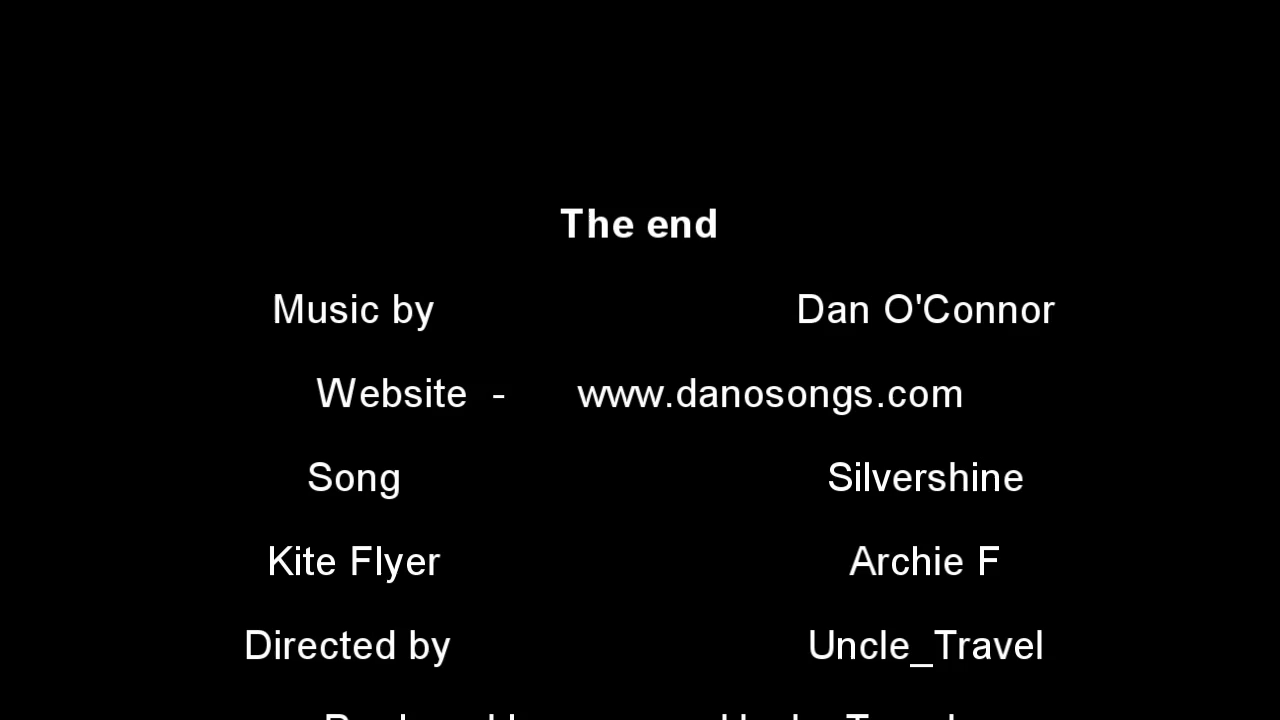 The end
Music by Dan O'Connor
Website - www.danosongs.com
Song Silvershine
Kite Flyer Archie F
Directed by Uncle_Travel